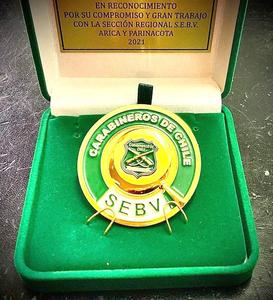 EN RECONOCIMIENTO
POR SU COMPROMISO Y GRAN TRABAJO
CON LA SECCIÓN REGIONAL S.E.B.V.
ARICA Y PARINACOTA
2021
CARABINEROS DE CHILE
SEBV